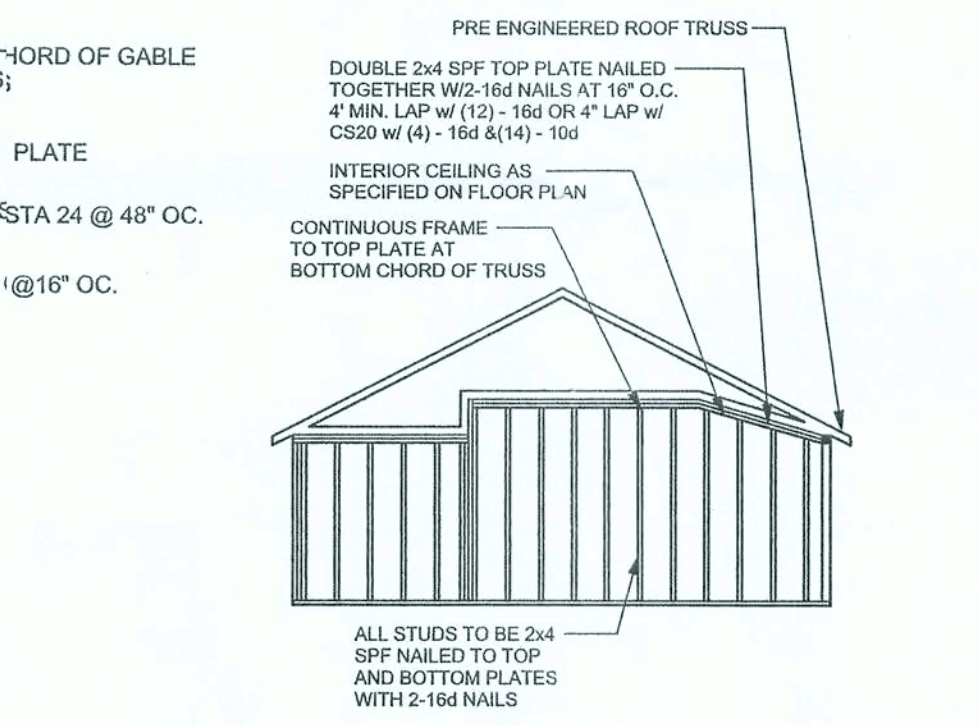 HORD OF GABLE
PLATE
STA 24 @ 48" OC.
@16" OC.
PRE ENGINEERED ROOF TRUSS
DOUBLE 2x4 SPF TOP PLATE NAILED
TOGETHER W/2-16d NAILS AT 16" O.C.
4' MIN. LAP w/ (12) - 16d OR 4" LAP w/
CS20 w/ (4) - 16d &(14) - 10d
INTERIOR CEILING AS
SPECIFIED ON FLOOR PLAN
CONTINUOUS FRAME
TO TOP PLATE AT
BOTTOM CHORD OF TRUSS
ALL STUDS TO BE 2x4
SPF NAILED TO TOP
AND BOTTOM PLATES
WITH 2-16d NAILS